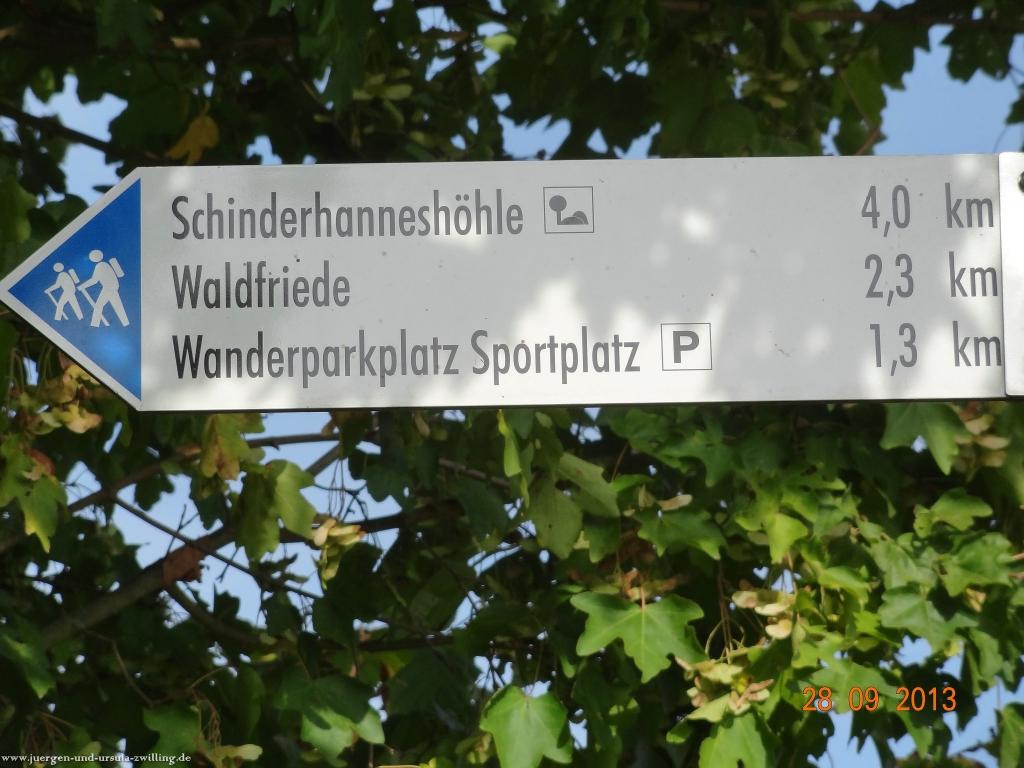 Schinderhanneshöhle 4,0 km
Waldfriede 2,3 km
Wanderparkplatz Sportplatz P 1,3 km
28 09 2013
www.juergen-und-ursula-zwilling.de